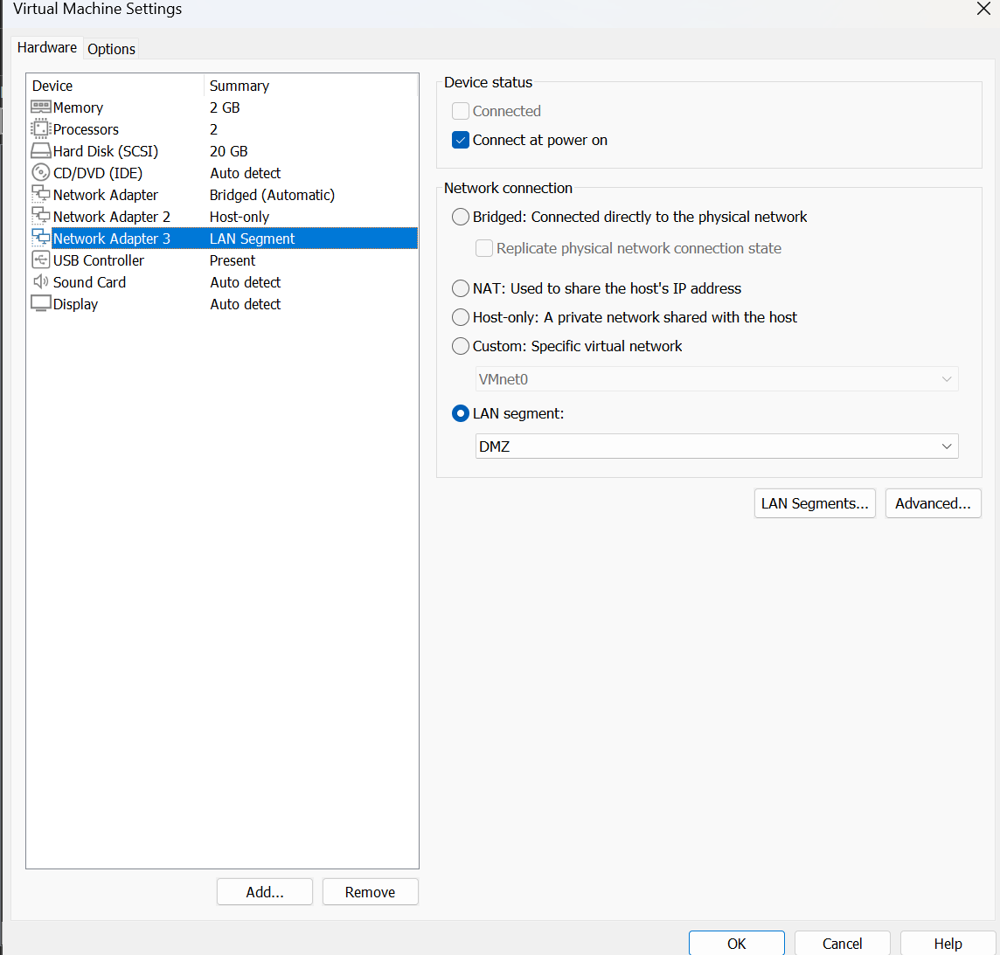 Virtual Machine Settings
Hardware Options
Device Summary
Memory 2 GB
Processors 2
Hard Disk (SCSI) 20 GB
CD/DVD (IDE) Auto detect
Network Adapter Bridged (Automatic)
Network Adapter 2 Host-only
Network Adapter 3 LAN Segment
USB Controller Present
Sound Card Auto detect
Display Auto detect
Add... Remove
Device status
Connected
Connect at power on
Network connection
Bridged: Connected directly to the physical network
Replicate physical network connection state
NAT: Used to share the host's IP address
Host-only: A private network shared with the host
Custom: Specific virtual network
VMnet0
LAN segment:
DMZ
LAN Segments... Advanced...
OK Cancel Help